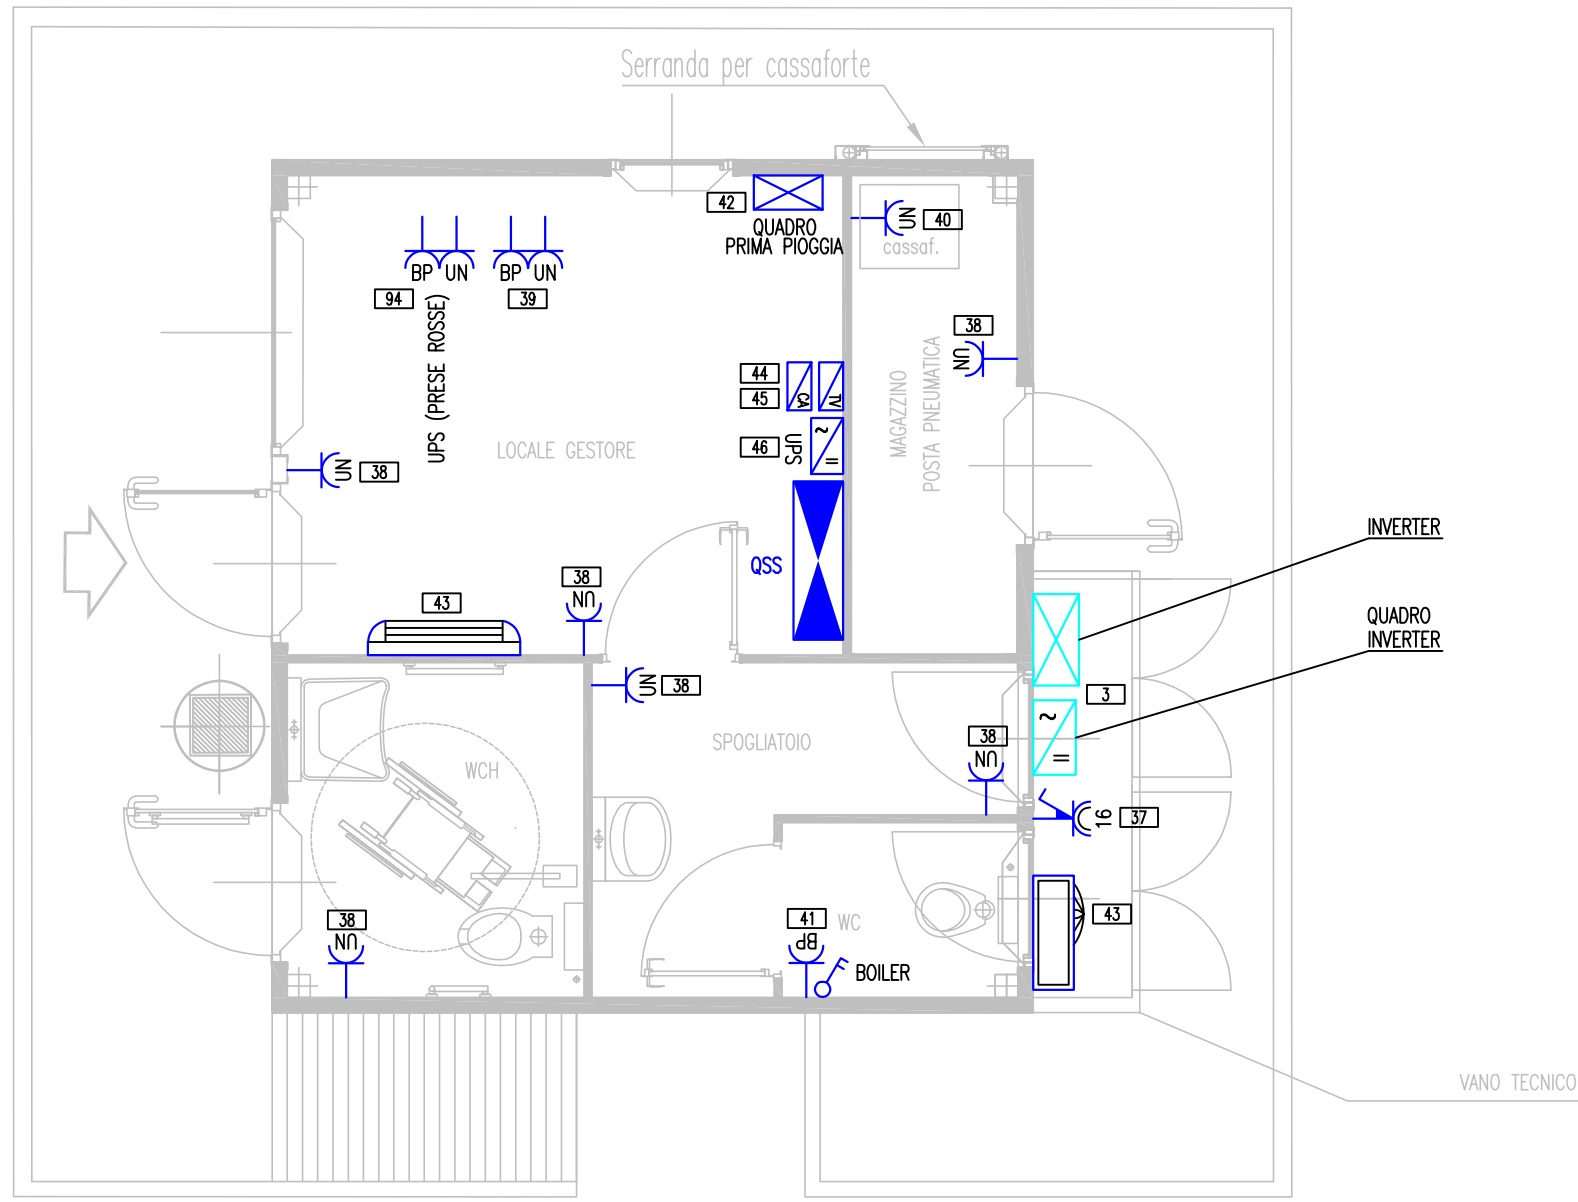 Serranda per cassaforte
42
QUADRO
PRIMA PIOGGIA
UN
40
cassaf.
BP
UN
BP
UN
94
39
UPS (PRESE ROSSE)
38
UN
MAGAZZINO
POSTA PNEUMATICA
44
45
CA
TV
46
UPS
~
=
LOCALE GESTORE
UN
38
QSS
INVERTER
38
UN
43
QUADRO
INVERTER
UN
38
3
~
=
38
UN
SPOGLIATOIO
WCH
16
37
38
UN
41
BP
WC
43
BOILER
VANO TECNICO